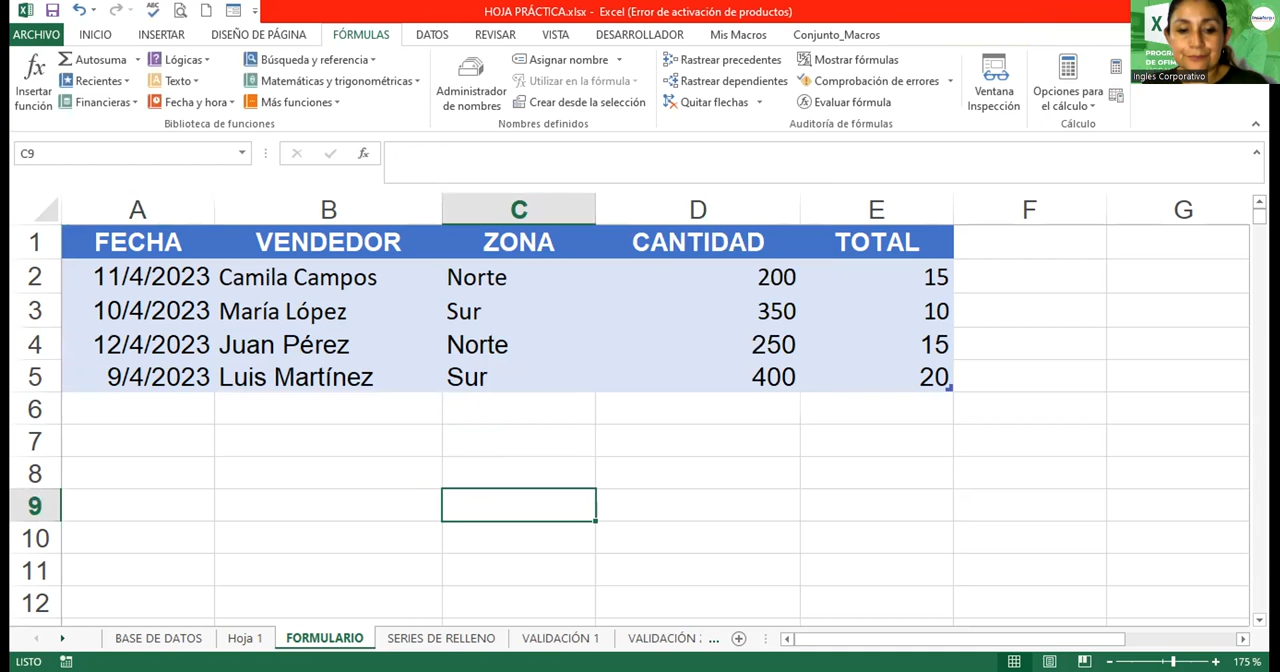 HOJA PRÁCTICA.xlsx - Excel (Error de activación de productos)
ARCHIVO INICIO INSERTAR DISEÑO DE PÁGINA FÓRMULAS DATOS REVISAR VISTA DESARROLLADOR Mis Macros Conjunto_Macros
fx Insertar función
Autosuma
Recientes
Financieras
Lógicas
Texto
Fecha y hora
Búsqueda y referencia
Matemáticas y trigonométricas
Más funciones
Biblioteca de funciones
Administrador de nombres
Asignar nombre
Utilizar en la fórmula
Crear desde la selección
Nombres definidos
Rastrear precedentes
Rastrear dependientes
Quitar flechas
Mostrar fórmulas
Comprobación de errores
Evaluar fórmula
Auditoría de fórmulas
Ventana Inspección
Opciones para el cálculo
Cálculo
PROGR
DE OFIM
Ingles Corporativo
C9
fx
A B C D E F G
1 FECHA VENDEDOR ZONA CANTIDAD TOTAL
2 11/4/2023 Camila Campos Norte 200 15
3 10/4/2023 María López Sur 350 10
4 12/4/2023 Juan Pérez Norte 250 15
5 9/4/2023 Luis Martínez Sur 400 20
6
7
8
9
10
11
12
BASE DE DATOS Hoja 1 FORMULARIO SERIES DE RELLENO VALIDACIÓN 1 VALIDACIÓN ...
LISTO
175 %